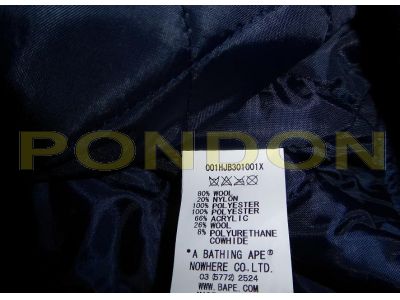 PONDON
001HJB301001X
80% WOOL
20% NYLON
100% POLYESTER
100% POLYESTER
66% ACRYLIC
26% WOOL
8% POLYURETHANE
COWHIDE
"A BATHING APE"
NOWHERE CO.,LTD.
03(5772)2524
WWW.BAPE.COM